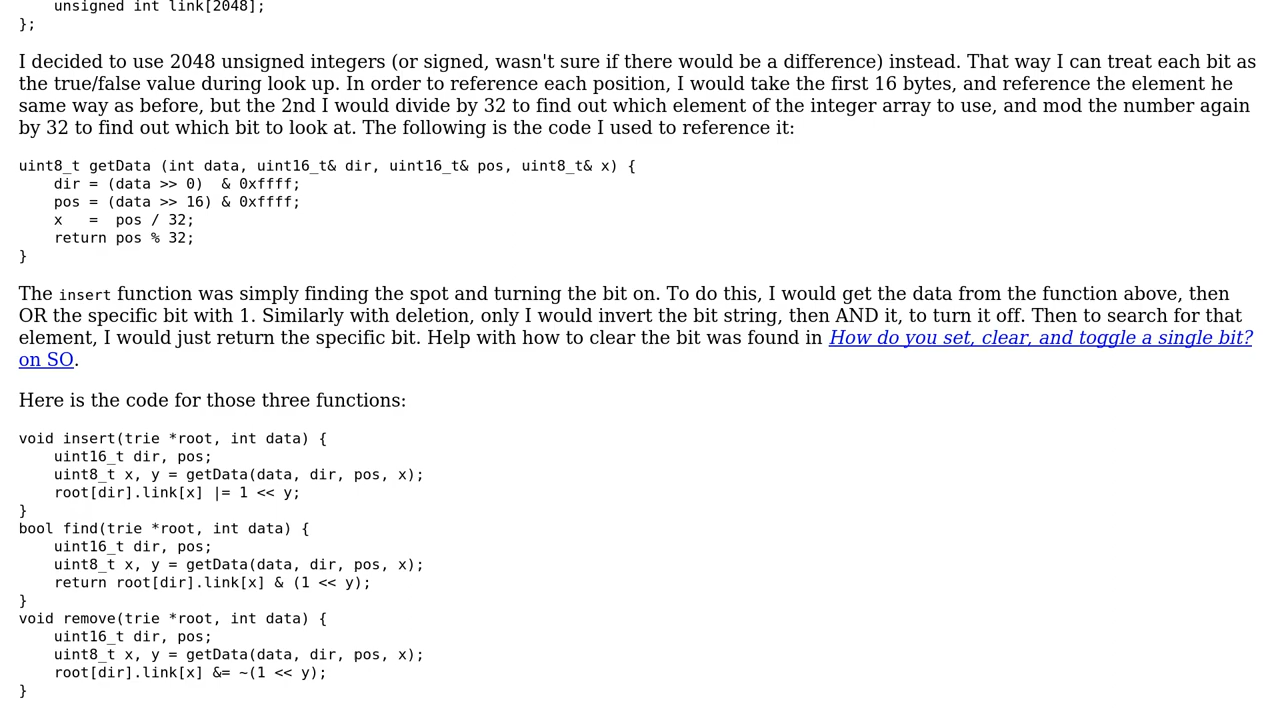 unsigned int link[2048];
};
I decided to use 2048 unsigned integers (or signed, wasn't sure if there would be a difference) instead. That way I can treat each bit as
the true/false value during look up. In order to reference each position, I would take the first 16 bytes, and reference the element he
same way as before, but the 2nd I would divide by 32 to find out which element of the integer array to use, and mod the number again
by 32 to find out which bit to look at. The following is the code I used to reference it:
uint8_t getData (int data, uint16_t& dir, uint16_t& pos, uint8_t& x) {
    dir = (data >> 0)  & 0xffff;
    pos = (data >> 16) & 0xffff;
    x   =  pos / 32;
    return pos % 32;
}
The insert function was simply finding the spot and turning the bit on. To do this, I would get the data from the function above, then
OR the specific bit with 1. Similarly with deletion, only I would invert the bit string, then AND it, to turn it off. Then to search for that
element, I would just return the specific bit. Help with how to clear the bit was found in How do you set, clear, and toggle a single bit?
on SO.
Here is the code for those three functions:
void insert(trie *root, int data) {
    uint16_t dir, pos;
    uint8_t x, y = getData(data, dir, pos, x);
    root[dir].link[x] |= 1 << y;
}
bool find(trie *root, int data) {
    uint16_t dir, pos;
    uint8_t x, y = getData(data, dir, pos, x);
    return root[dir].link[x] & (1 << y);
}
void remove(trie *root, int data) {
    uint16_t dir, pos;
    uint8_t x, y = getData(data, dir, pos, x);
    root[dir].link[x] &= ~(1 << y);
}